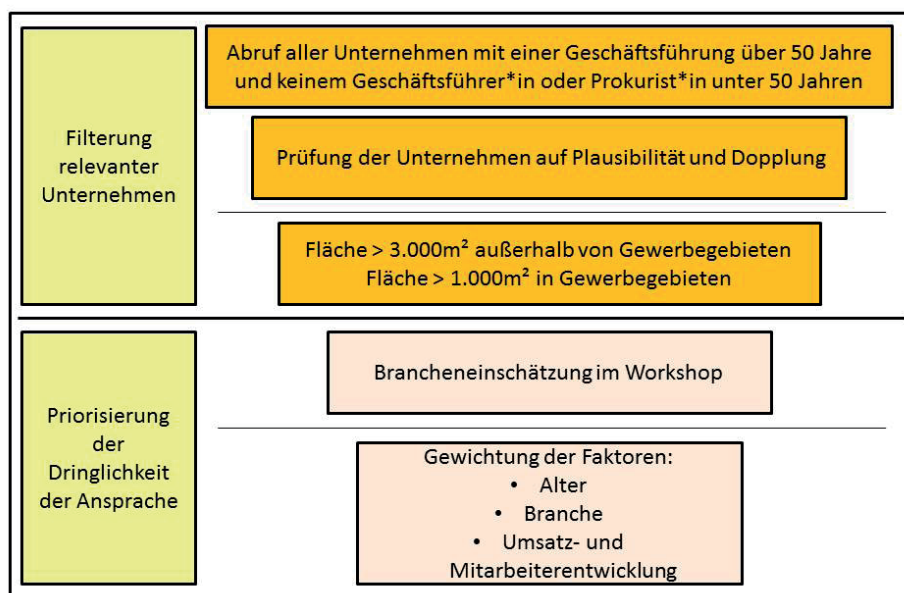 Filterung
relevanter
Unternehmen
Abruf aller Unternehmen mit einer Geschäftsführung über 50 Jahre
und keinem Geschäftsführer*in oder Prokurist*in unter 50 Jahren
Prüfung der Unternehmen auf Plausibilität und Dopplung
Fläche > 3.000m² außerhalb von Gewerbegebieten
Fläche > 1.000m² in Gewerbegebieten
Priorisierung
der
Dringlichkeit
der Ansprache
Brancheneinschätzung im Workshop
Gewichtung der Faktoren:
• Alter
• Branche
• Umsatz- und
Mitarbeiterentwicklung